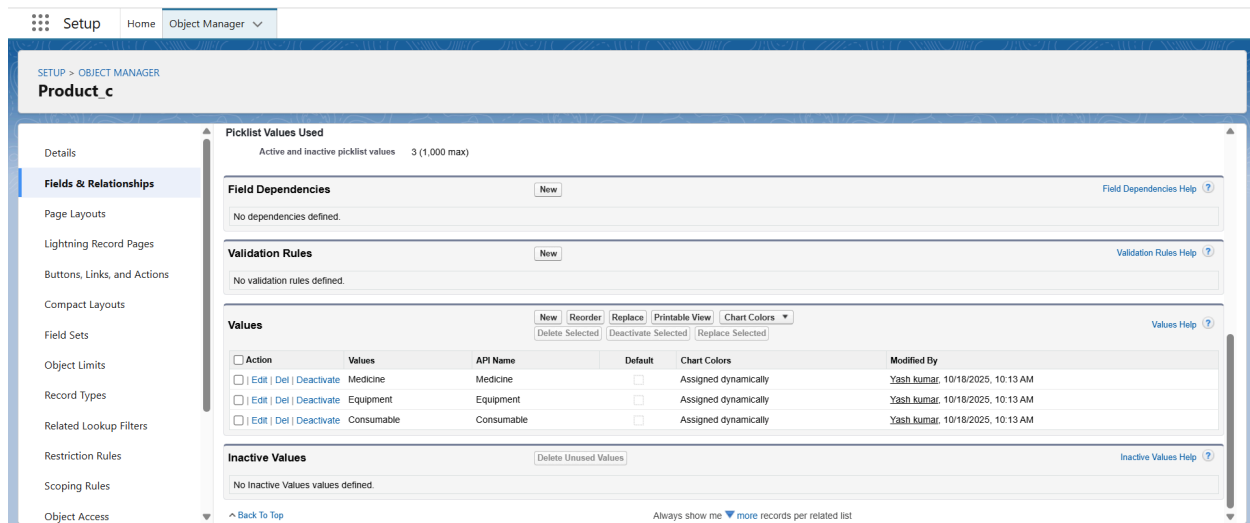 Setup Home Object Manager
SETUP > OBJECT MANAGER
Product_c
Details
Fields & Relationships
Page Layouts
Lightning Record Pages
Buttons, Links, and Actions
Compact Layouts
Field Sets
Object Limits
Record Types
Related Lookup Filters
Restriction Rules
Scoping Rules
Object Access
Picklist Values Used
Active and inactive picklist values 3 (1,000 max)
Field Dependencies New Field Dependencies Help ?
No dependencies defined.
Validation Rules New Validation Rules Help ?
No validation rules defined.
Values New Reorder Replace Printable View Chart Colors Values Help ?
Delete Selected Deactivate Selected Replace Selected
Action Values API Name Default Chart Colors Modified By
| Edit | Del | Deactivate Medicine Medicine Assigned dynamically Yash kumar, 10/18/2025, 10:13 AM
| Edit | Del | Deactivate Equipment Equipment Assigned dynamically Yash kumar, 10/18/2025, 10:13 AM
| Edit | Del | Deactivate Consumable Consumable Assigned dynamically Yash kumar, 10/18/2025, 10:13 AM
Inactive Values Delete Unused Values Inactive Values Help ?
No Inactive Values values defined.
Back To Top Always show me more records per related list